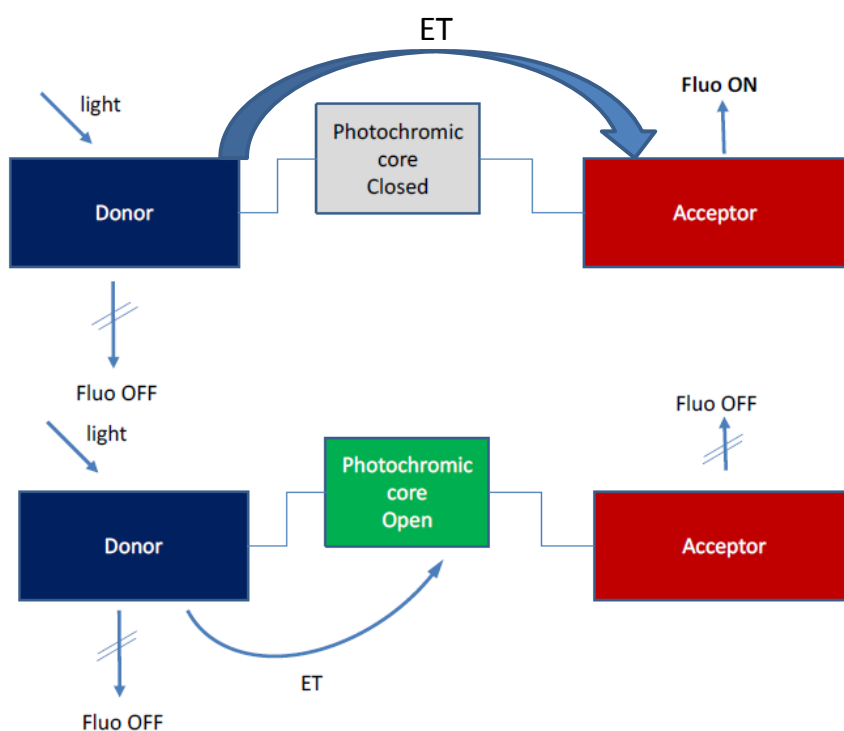 ET
Fluo ON
light
Photochromic
core
Closed
Donor
Acceptor
Fluo OFF
Fluo OFF
light
Photochromic
core
Open
Donor
Acceptor
ET
Fluo OFF